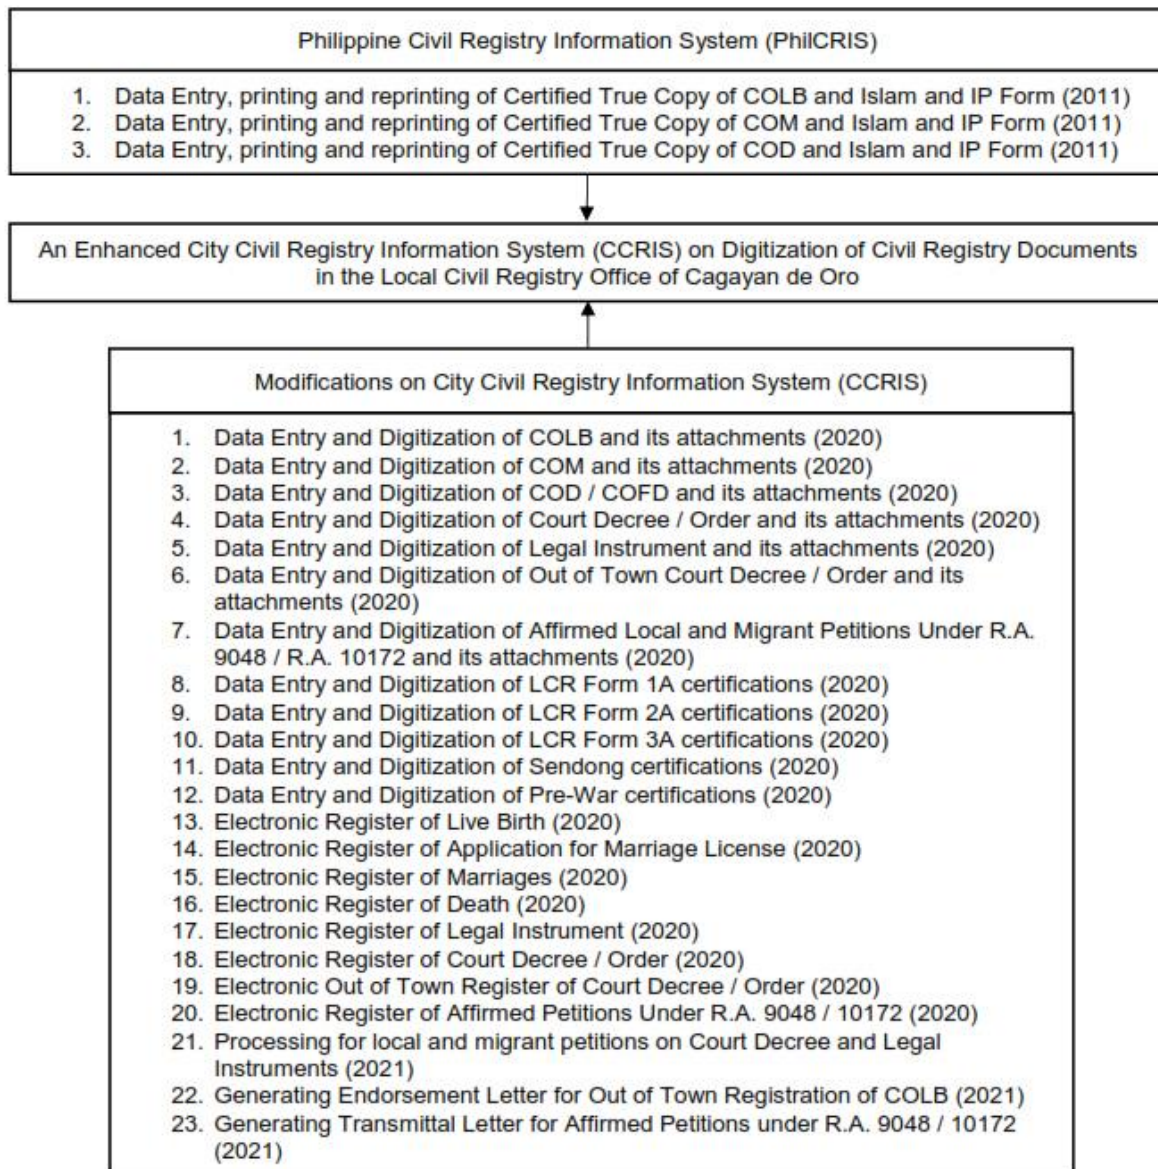 Philippine Civil Registry Information System (PhilCRIS)
1. Data Entry, printing and reprinting of Certified True Copy of COLB and Islam and IP Form (2011)
2. Data Entry, printing and reprinting of Certified True Copy of COM and Islam and IP Form (2011)
3. Data Entry, printing and reprinting of Certified True Copy of COD and Islam and IP Form (2011)
An Enhanced City Civil Registry Information System (CCRIS) on Digitization of Civil Registry Documents
in the Local Civil Registry Office of Cagayan de Oro
Modifications on City Civil Registry Information System (CCRIS)
1. Data Entry and Digitization of COLB and its attachments (2020)
2. Data Entry and Digitization of COM and its attachments (2020)
3. Data Entry and Digitization of COD / COFD and its attachments (2020)
4. Data Entry and Digitization of Court Decree / Order and its attachments (2020)
5. Data Entry and Digitization of Legal Instrument and its attachments (2020)
6. Data Entry and Digitization of Out of Town Court Decree / Order and its
attachments (2020)
7. Data Entry and Digitization of Affirmed Local and Migrant Petitions Under R.A.
9048 / R.A. 10172 and its attachments (2020)
8. Data Entry and Digitization of LCR Form 1A certifications (2020)
9. Data Entry and Digitization of LCR Form 2A certifications (2020)
10. Data Entry and Digitization of LCR Form 3A certifications (2020)
11. Data Entry and Digitization of Sendong certifications (2020)
12. Data Entry and Digitization of Pre-War certifications (2020)
13. Electronic Register of Live Birth (2020)
14. Electronic Register of Application for Marriage License (2020)
15. Electronic Register of Marriages (2020)
16. Electronic Register of Death (2020)
17. Electronic Register of Legal Instrument (2020)
18. Electronic Register of Court Decree / Order (2020)
19. Electronic Out of Town Register of Court Decree / Order (2020)
20. Electronic Register of Affirmed Petitions Under R.A. 9048 / 10172 (2020)
21. Processing for local and migrant petitions on Court Decree and Legal
Instruments (2021)
22. Generating Endorsement Letter for Out of Town Registration of COLB (2021)
23. Generating Transmittal Letter for Affirmed Petitions under R.A. 9048 / 10172
(2021)